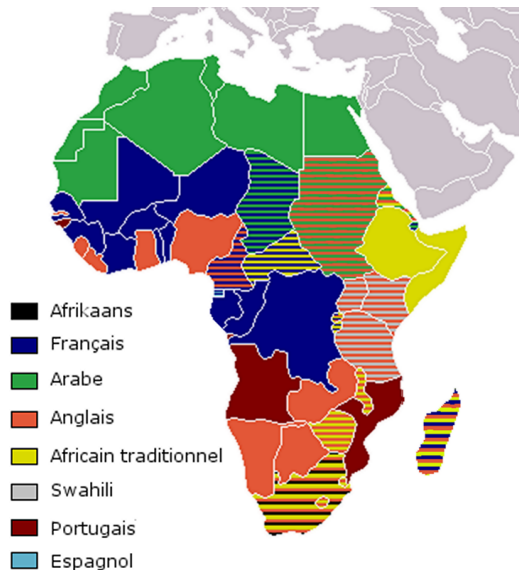 Afrikaans
Français
Arabe
Anglais
Africain traditionnel
Swahili
Portugais
Espagnol